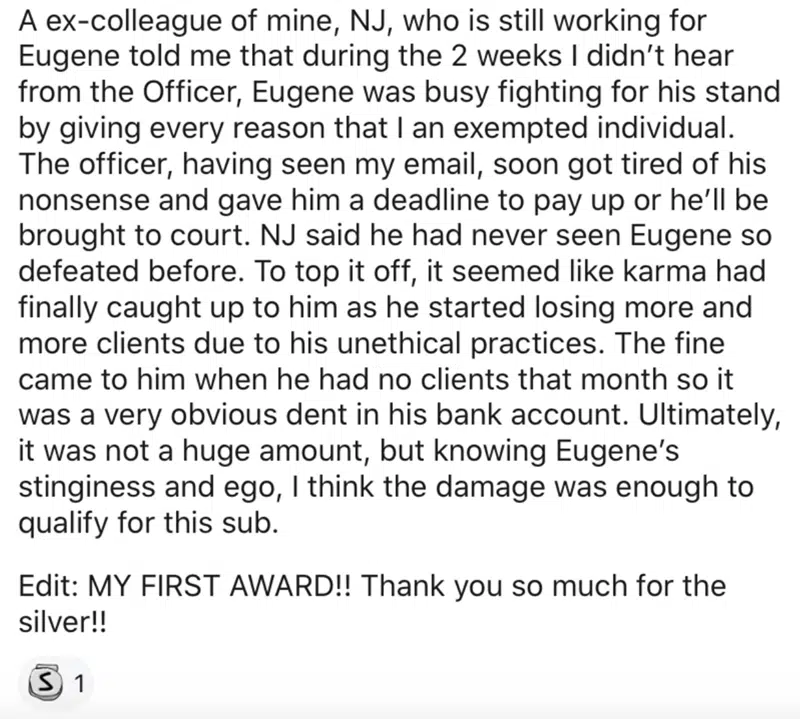 A ex-colleague of mine, NJ, who is still working for
Eugene told me that during the 2 weeks I didn't hear
from the Officer, Eugene was busy fighting for his stand
by giving every reason that I an exempted individual.
The officer, having seen my email, soon got tired of his
nonsense and gave him a deadline to pay up or he'll be
brought to court. NJ said he had never seen Eugene so
defeated before. To top it off, it seemed like karma had
finally caught up to him as he started losing more and
more clients due to his unethical practices. The fine
came to him when he had no clients that month so it
was a very obvious dent in his bank account. Ultimately,
it was not a huge amount, but knowing Eugene's
stinginess and ego, I think the damage was enough to
qualify for this sub.
Edit: MY FIRST AWARD!! Thank you so much for the
silver!!
S 1